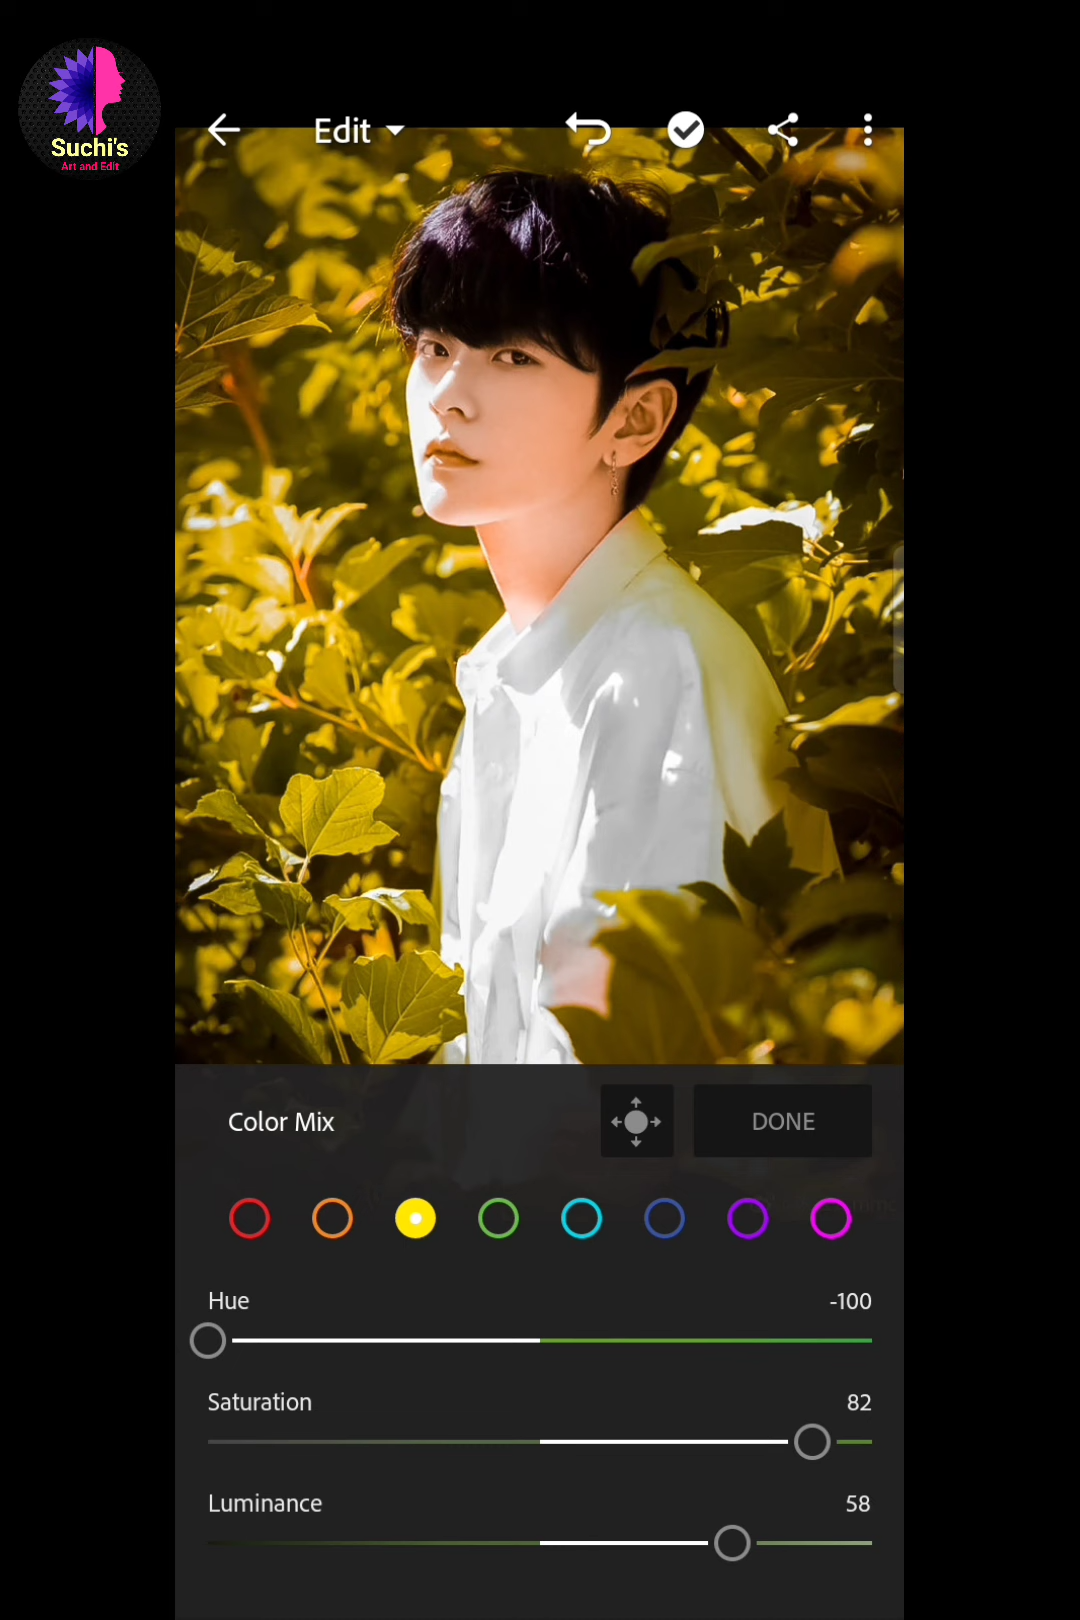 Suchi's
Art and Edit
Edit
Color Mix
DONE
Hue
-100
Saturation
82
Luminance
58